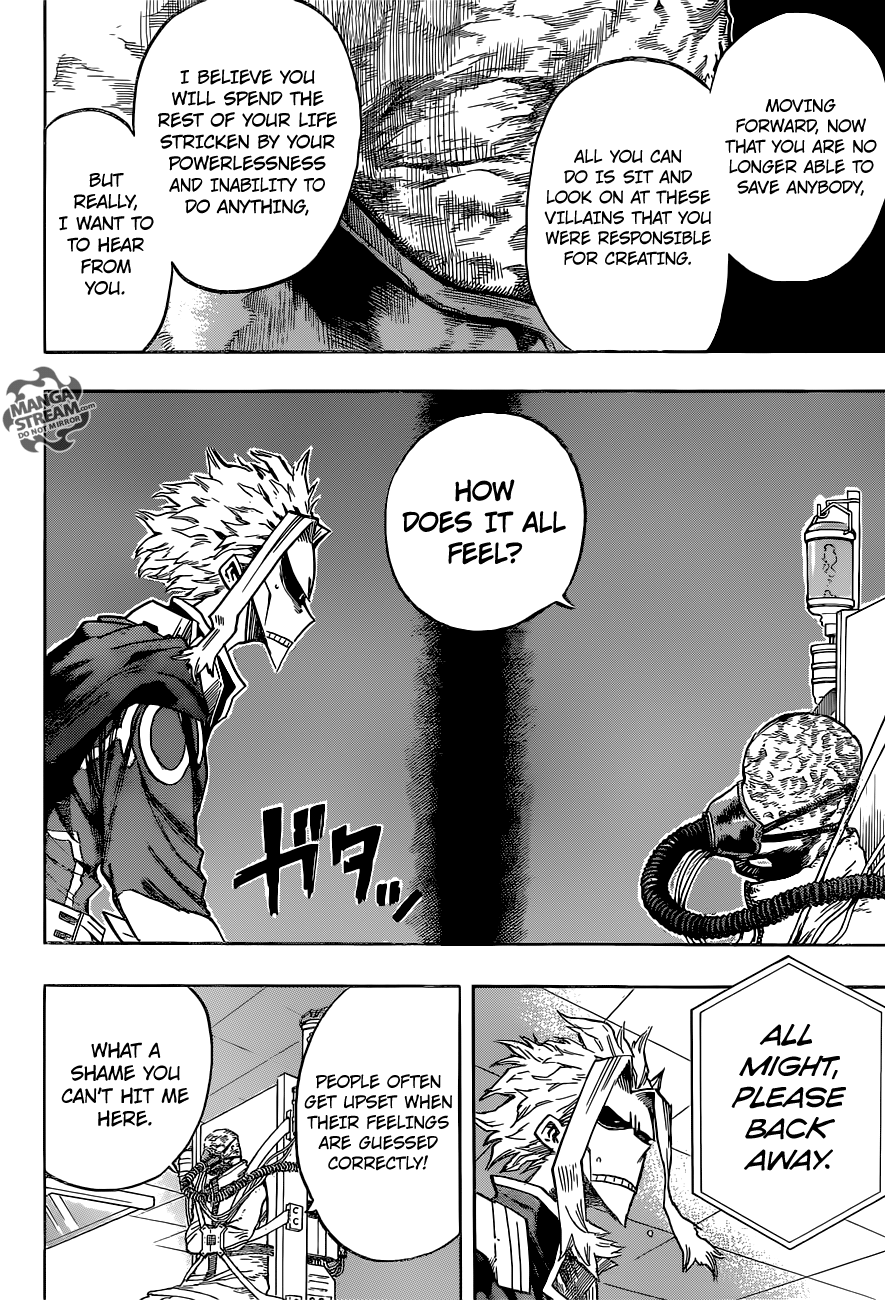 MOVING
FORWARD, NOW
THAT YOU ARE NO
LONGER ABLE TO
SAVE ANYBODY,
ALL YOU CAN
DO IS SIT AND
LOOK ON AT THESE
VILLAINS THAT YOU
WERE RESPONSIBLE
FOR CREATING.
I BELIEVE YOU
WILL SPEND THE
REST OF YOUR LIFE
STRICKEN BY YOUR
POWERLESSNESS
AND INABILITY TO
DO ANYTHING,
BUT
REALLY,
I WANT TO
TO HEAR
FROM
YOU.
MANGA
STREAM.com
DO NOT MIRROR
HOW
DOES IT ALL
FEEL?
ガタッ
ALL
MIGHT,
PLEASE
BACK
AWAY.
PEOPLE OFTEN
GET UPSET WHEN
THEIR FEELINGS
ARE GUESSED
CORRECTLY!
WHAT A
SHAME YOU
CAN'T HIT ME
HERE.